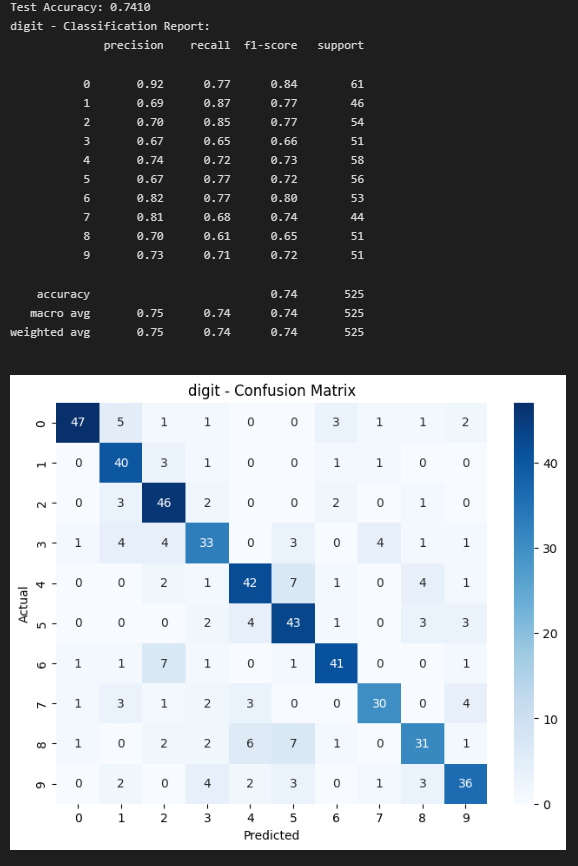 Test Accuracy: 0.7410
digit - Classification Report:
precision recall f1-score support
0 0.92 0.77 0.84 61
1 0.69 0.87 0.77 46
2 0.70 0.85 0.77 54
3 0.67 0.65 0.66 51
4 0.74 0.72 0.73 58
5 0.67 0.77 0.72 56
6 0.82 0.77 0.80 53
7 0.81 0.68 0.74 44
8 0.70 0.61 0.65 51
9 0.73 0.71 0.72 51
accuracy 0.74 525
macro avg 0.75 0.74 0.74 525
weighted avg 0.75 0.74 0.74 525
digit - Confusion Matrix
0 47 5 1 1 0 0 3 1 1 2
1 0 40 3 1 0 0 1 1 0 0
40
2 0 3 46 2 0 0 2 0 1 0
3 1 4 4 33 0 3 0 4 1 1
30
4 0 0 2 1 42 7 1 0 4 1
Actual
5 0 0 0 2 4 43 1 0 3 3
20
6 1 1 7 1 0 1 41 0 0 1
7 1 3 1 2 3 0 0 30 0 4
10
8 1 0 2 2 6 7 1 0 31 1
9 0 2 0 4 2 3 0 1 3 36
0
0 1 2 3 4 5 6 7 8 9
Predicted